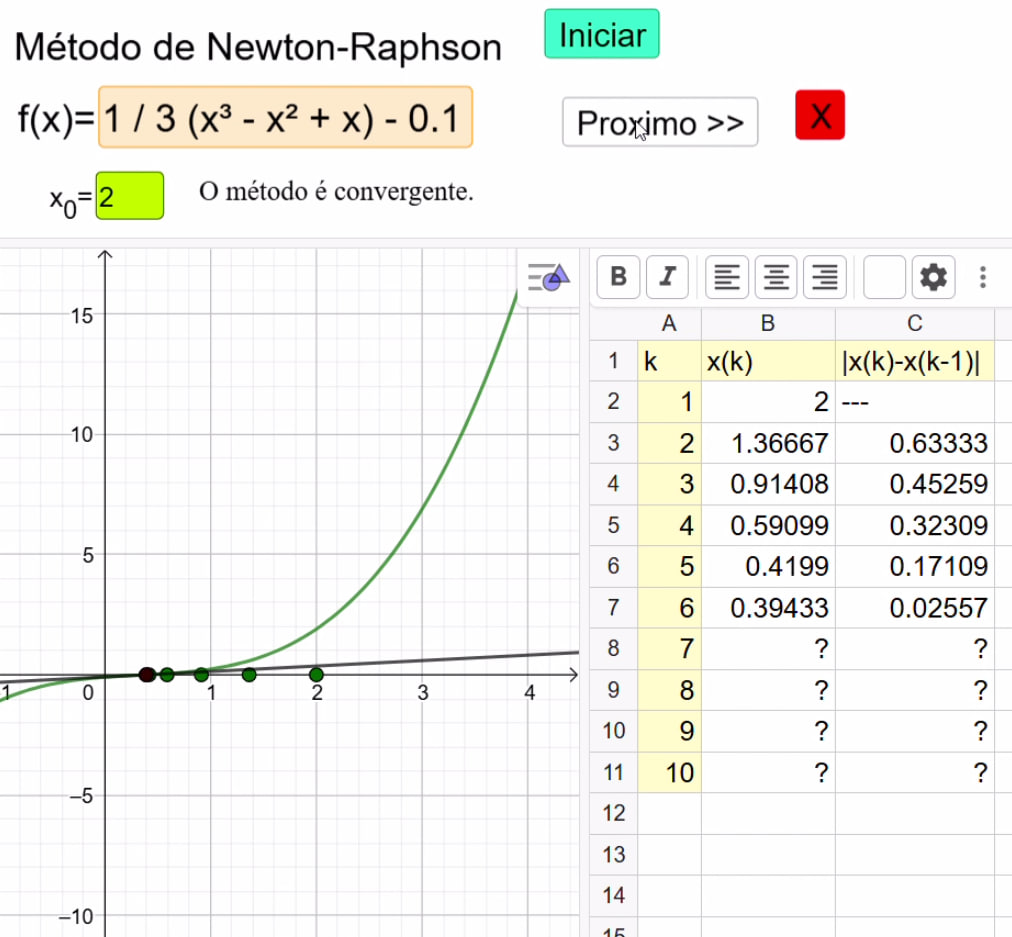 Método de Newton-Raphson
Iniciar
f(x)= 1 / 3 (x³ - x² + x) - 0.1
Proximo >>
X
x₀= 2
O método é convergente.
15
10
5
-5
-10
1 0 1 2 3 4
B I
A B C
1 k x(k) |x(k)-x(k-1)|
2 1 2 ---
3 2 1.36667 0.63333
4 3 0.91408 0.45259
5 4 0.59099 0.32309
6 5 0.4199 0.17109
7 6 0.39433 0.02557
8 7 ? ?
9 8 ? ?
10 9 ? ?
11 10 ? ?
12
13
14
15